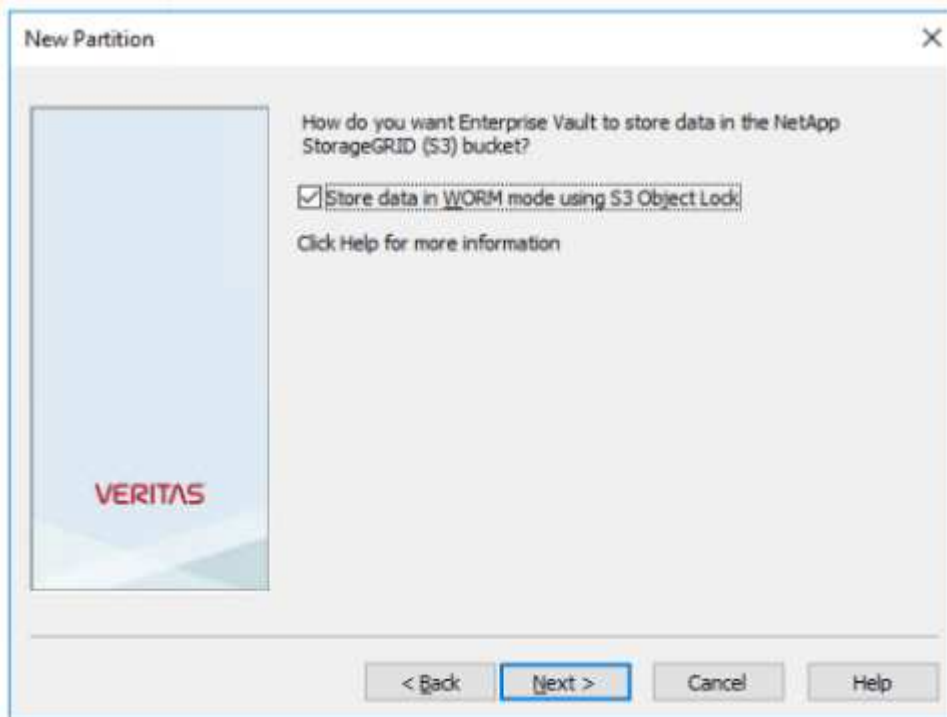 New Partition
How do you want Enterprise Vault to store data in the NetApp
StorageGRID (S3) bucket?
Store data in WORM mode using S3 Object Lock
Click Help for more information
VERITAS
< Back
Next >
Cancel
Help